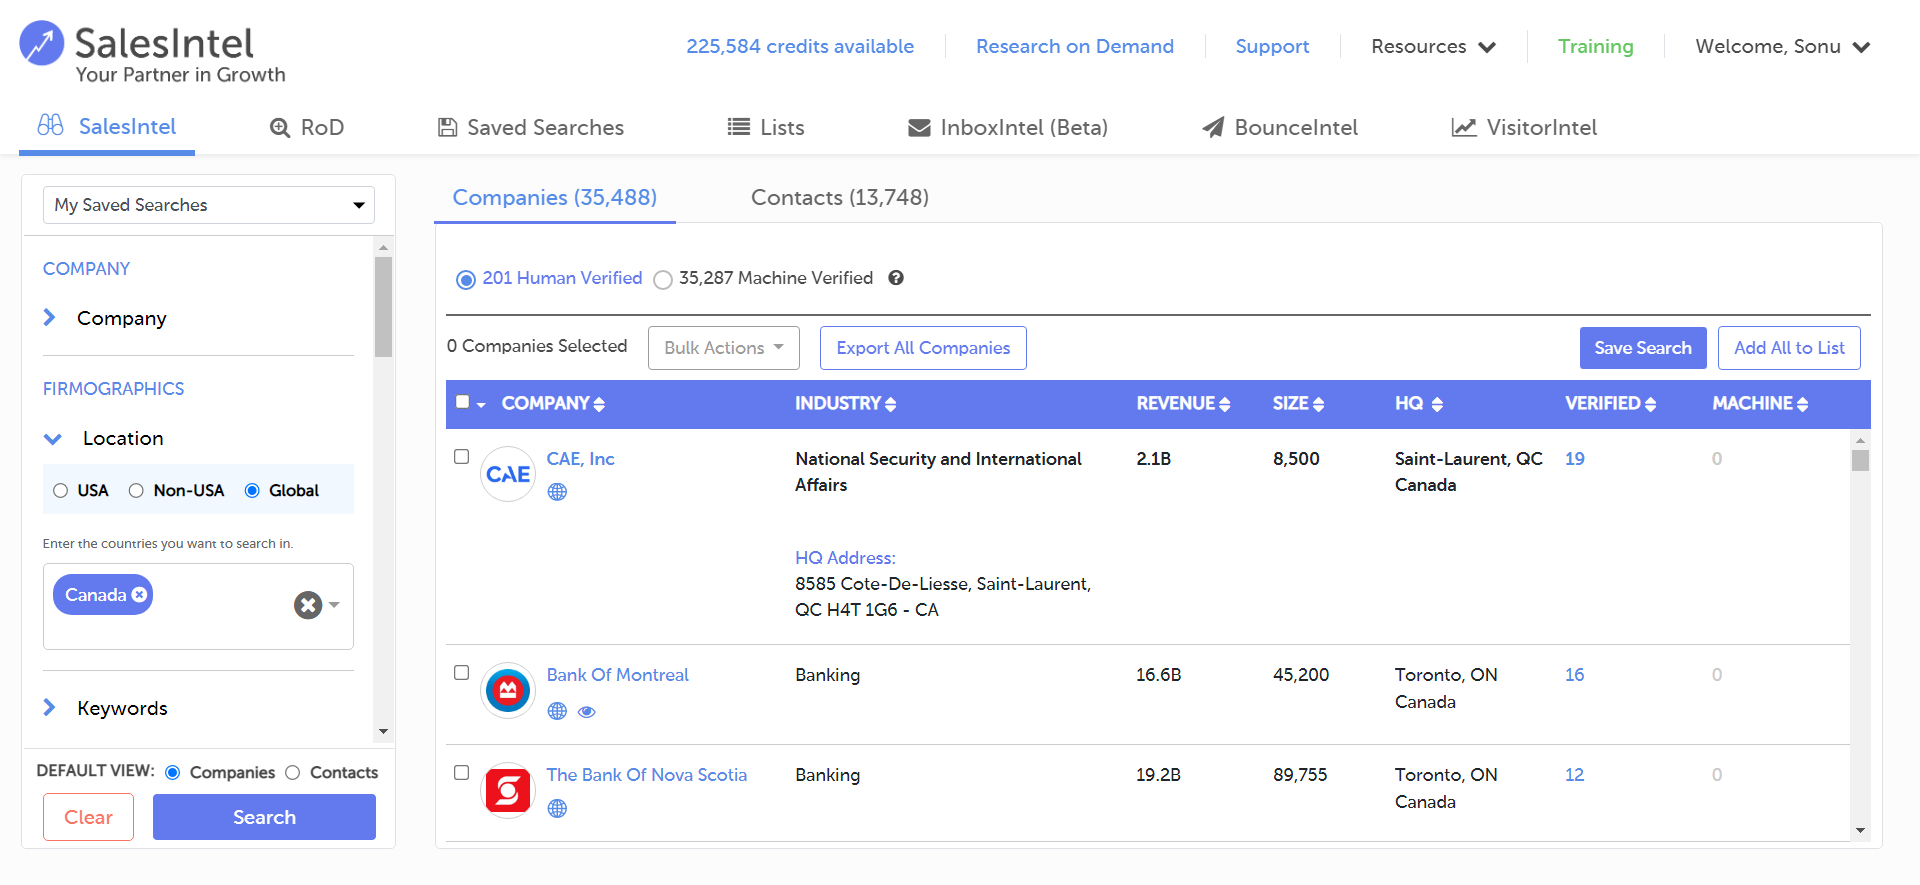 SalesIntel
Your Partner in Growth
225,584 credits available
Research on Demand
Support
Resources
Training
Welcome, Sonu
SalesIntel
RoD
Saved Searches
Lists
InboxIntel (Beta)
BounceIntel
VisitorIntel
My Saved Searches
COMPANY
Company
FIRMOGRAPHICS
Location
USA Non-USA Global
Enter the countries you want to search in.
Canada
Keywords
DEFAULT VIEW: Companies Contacts
Clear Search
Companies (35,488) Contacts (13,748)
201 Human Verified 35,287 Machine Verified ?
0 Companies Selected Bulk Actions Export All Companies Save Search Add All to List
COMPANY INDUSTRY REVENUE SIZE HQ VERIFIED MACHINE
CAE CAE, Inc National Security and International 2.1B 8,500 Saint-Laurent, QC 19 0
Affairs Canada
HQ Address:
8585 Cote-De-Liesse, Saint-Laurent,
QC H4T 1G6 - CA
Bank Of Montreal Banking 16.6B 45,200 Toronto, ON 16 0
Canada
The Bank Of Nova Scotia Banking 19.2B 89,755 Toronto, ON 12 0
Canada